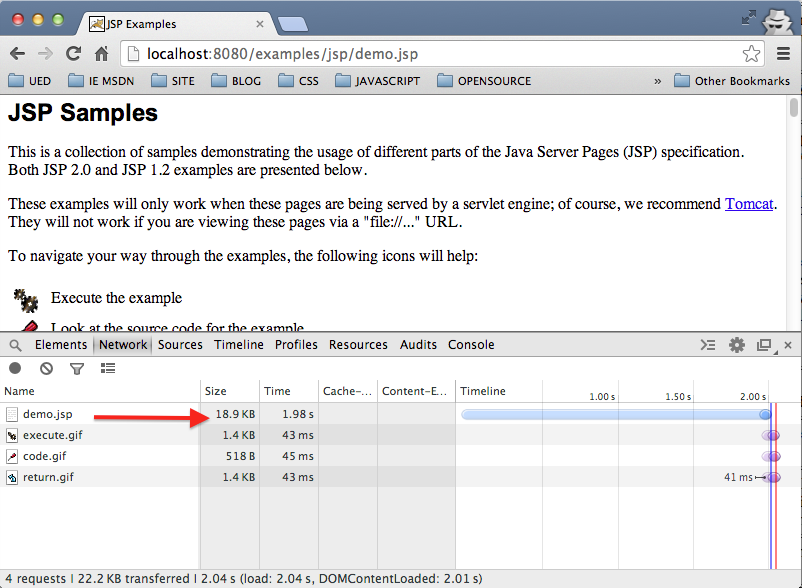 JSP Examples
localhost:8080/examples/jsp/demo.jsp
UED IE MSDN SITE BLOG CSS JAVASCRIPT OPENSOURCE » Other Bookmarks
JSP Samples
This is a collection of samples demonstrating the usage of different parts of the Java Server Pages (JSP) specification.
Both JSP 2.0 and JSP 1.2 examples are presented below.
These examples will only work when these pages are being served by a servlet engine; of course, we recommend Tomcat.
They will not work if you are viewing these pages via a "file://..." URL.
To navigate your way through the examples, the following icons will help:
Execute the example
Look at the source code for the example
Elements Network Sources Timeline Profiles Resources Audits Console
Name Size Time Cache-... Content-E... Timeline 1.00 s 1.50 s 2.00 s
demo.jsp 18.9 KB 1.98 s
execute.gif 1.4 KB 43 ms
code.gif 518 B 45 ms
return.gif 1.4 KB 43 ms 41 ms
4 requests | 22.2 KB transferred | 2.04 s (load: 2.04 s, DOMContentLoaded: 2.01 s)